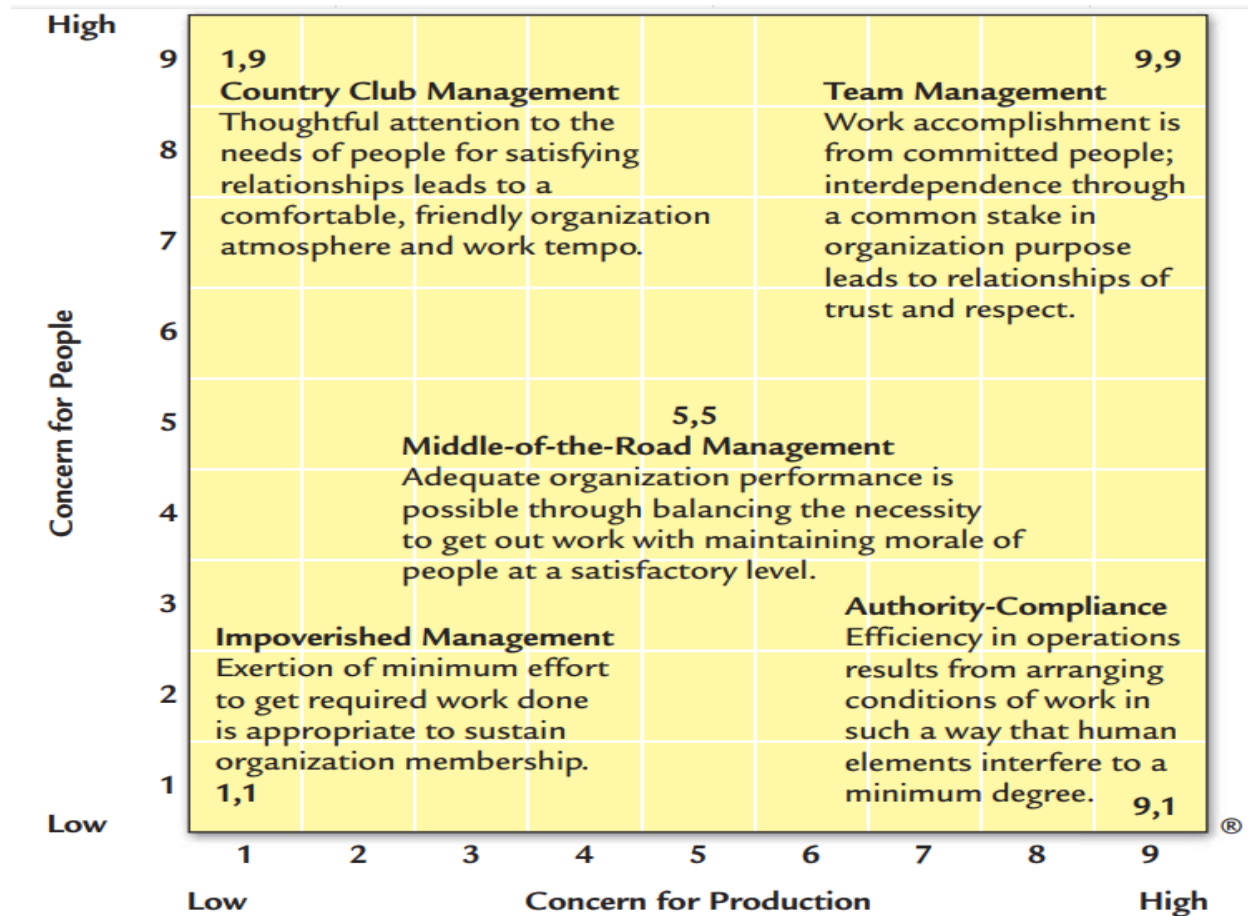 High
9
1,9
Country Club Management
Thoughtful attention to the
needs of people for satisfying
relationships leads to a
comfortable, friendly organization
atmosphere and work tempo.
9,9
Team Management
Work accomplishment is
from committed people;
interdependence through
a common stake in
organization purpose
leads to relationships of
trust and respect.
8
7
6
Concern for People
5
5,5
Middle-of-the-Road Management
Adequate organization performance is
possible through balancing the necessity
to get out work with maintaining morale of
people at a satisfactory level.
4
3
Impoverished Management
Exertion of minimum effort
to get required work done
is appropriate to sustain
organization membership.
1,1
Authority-Compliance
Efficiency in operations
results from arranging
conditions of work in
such a way that human
elements interfere to a
minimum degree.
9,1
2
1
Low
®
1 2 3 4 5 6 7 8 9
Low Concern for Production High